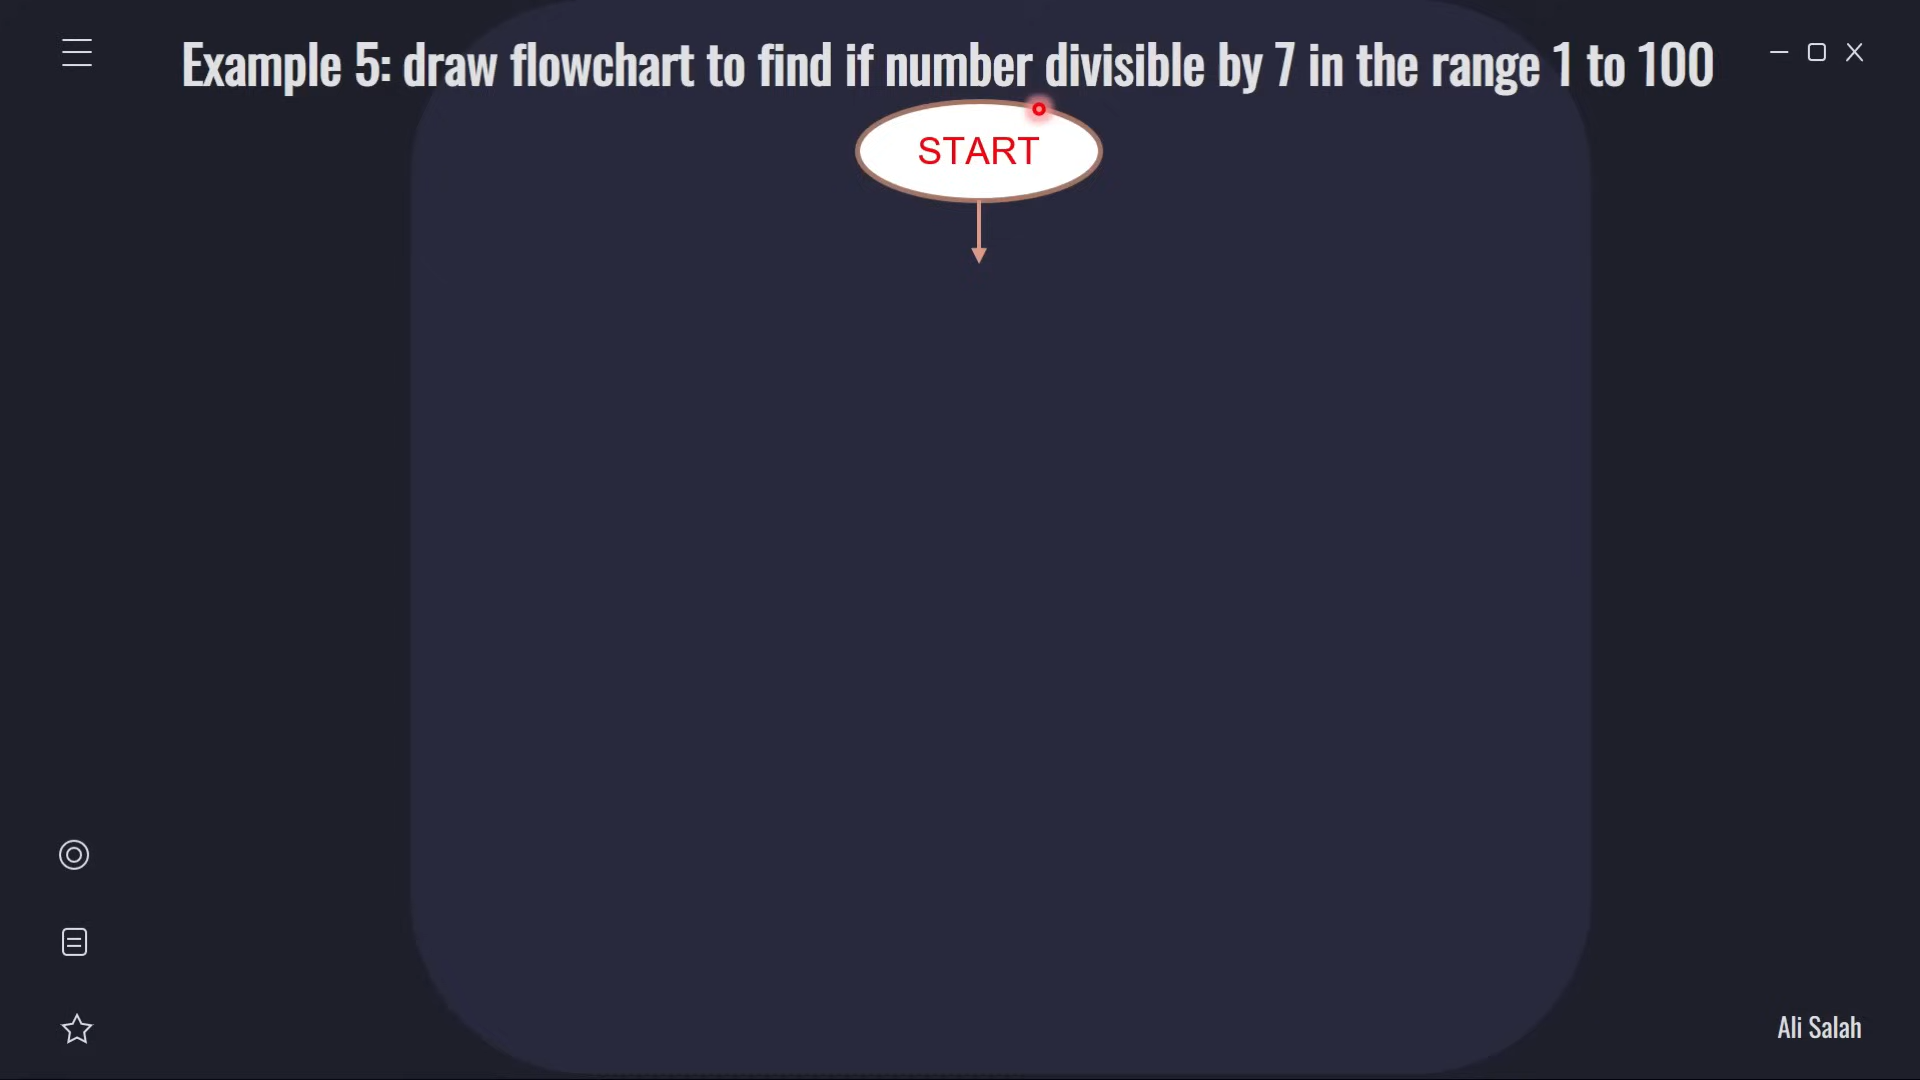 Example 5: draw flowchart to find if number divisible by 7 in the range 1 to 100
START
Ali Salah